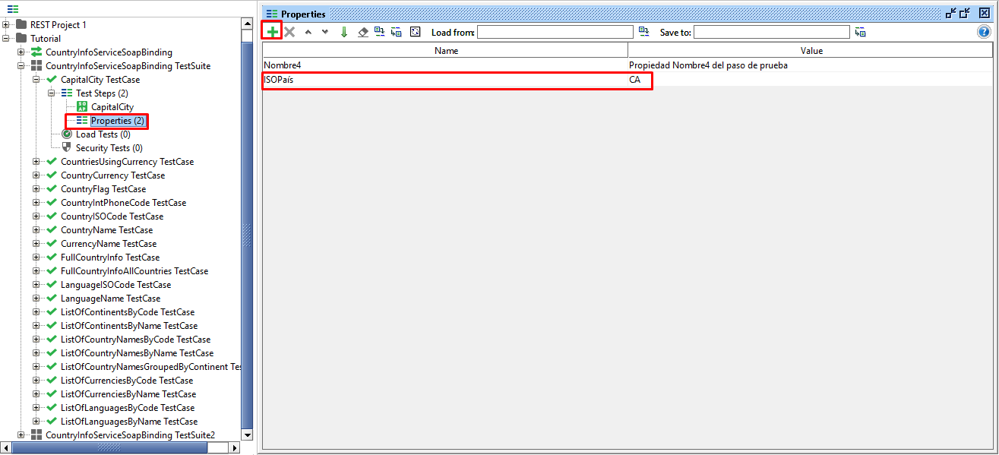 REST Project 1
Tutorial
CountryInfoServiceSoapBinding
CountryInfoServiceSoapBinding TestSuite
CapitalCity TestCase
Test Steps (2)
SO AP CapitalCity
Properties (2)
Load Tests (0)
Security Tests (0)
CountriesUsingCurrency TestCase
CountryCurrency TestCase
CountryFlag TestCase
CountryIntPhoneCode TestCase
CountryISOCode TestCase
CountryName TestCase
CurrencyName TestCase
FullCountryInfo TestCase
FullCountryInfoAllCountries TestCase
LanguageISOCode TestCase
LanguageName TestCase
ListOfContinentsByCode TestCase
ListOfContinentsByName TestCase
ListOfCountryNamesByCode TestCase
ListOfCountryNamesByName TestCase
ListOfCountryNamesGroupedByContinent Tes
ListOfCurrenciesByCode TestCase
ListOfCurrenciesByName TestCase
ListOfLanguagesByCode TestCase
ListOfLanguagesByName TestCase
CountryInfoServiceSoapBinding TestSuite2
Properties
Load from: Save to: ?
Name Value
Nombre4 Propiedad Nombre4 del paso de prueba
ISOPaís CA